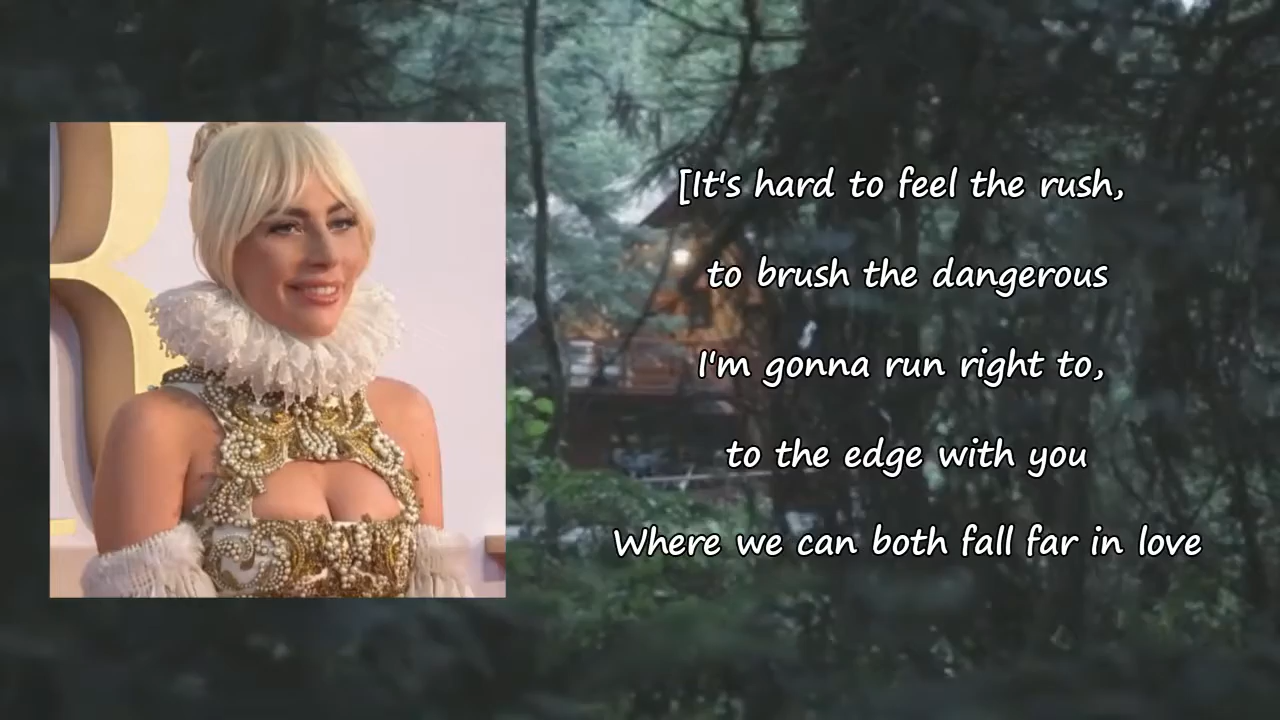 [It's hard to feel the rush,
to brush the dangerous
I'm gonna run right to,
to the edge with you
Where we can both fall far in love